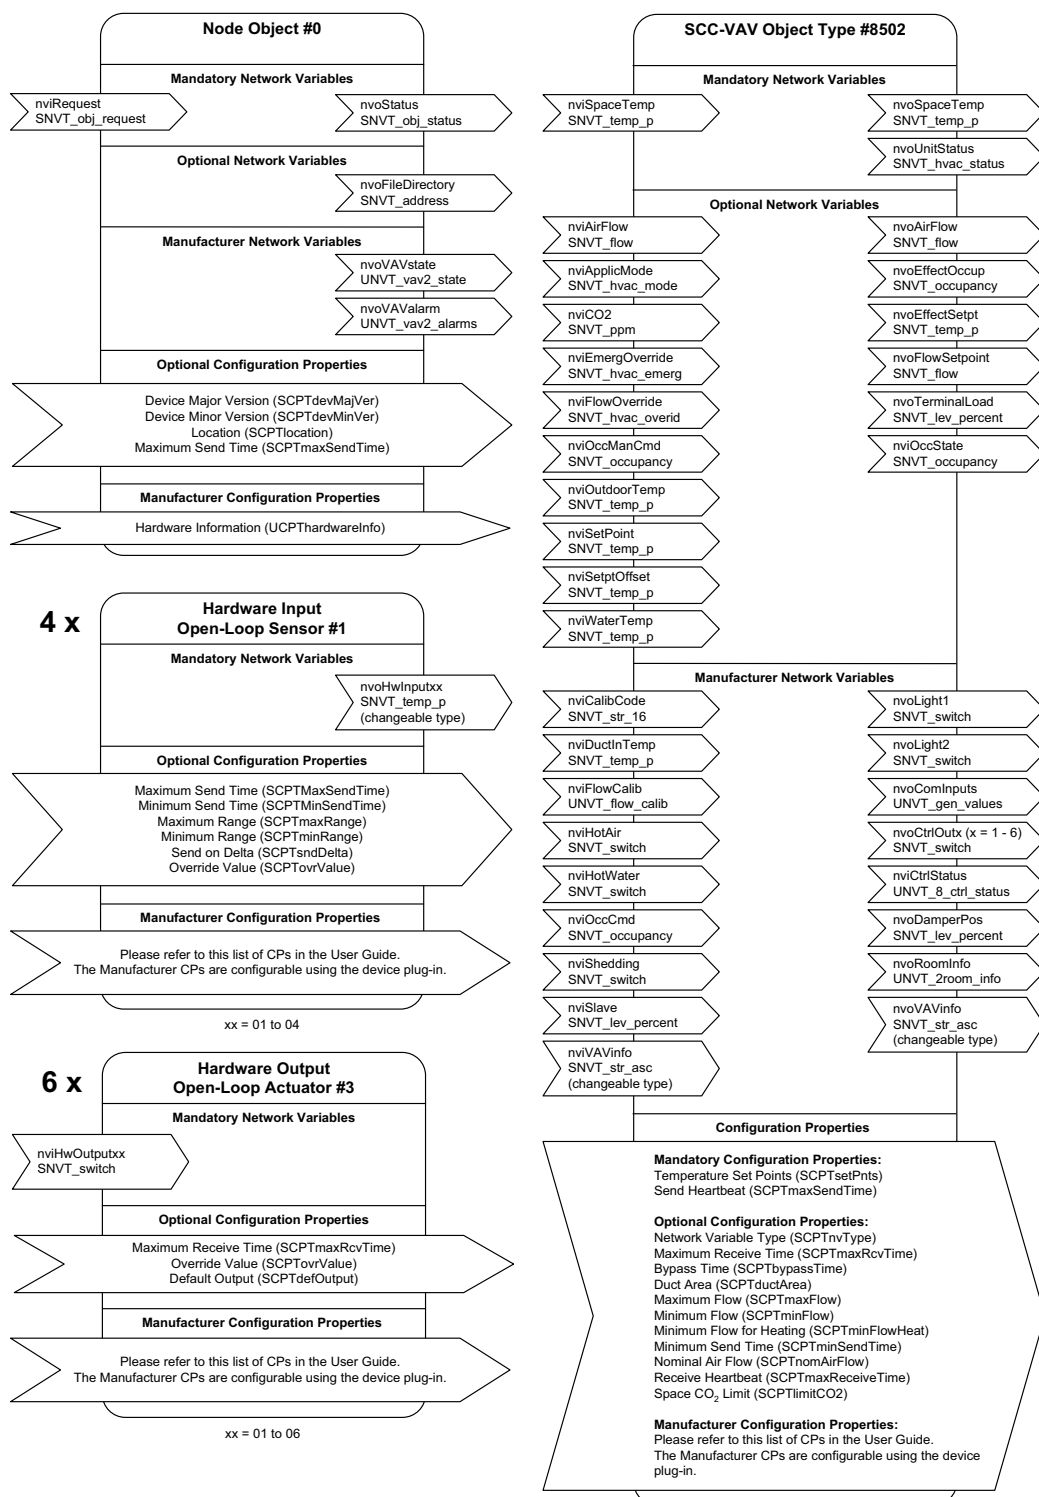 Node Object #0
Mandatory Network Variables
nviRequest
SNVT_obj_request
nvoStatus
SNVT_obj_status
Optional Network Variables
nvoFileDirectory
SNVT_address
Manufacturer Network Variables
nvoVAVstate
UNVT_vav2_state
nvoVAValarm
UNVT_vav2_alarms
Optional Configuration Properties
Device Major Version (SCPTdevMajVer)
Device Minor Version (SCPTdevMinVer)
Location (SCPTlocation)
Maximum Send Time (SCPTmaxSendTime)
Manufacturer Configuration Properties
Hardware Information (UCPThardwareInfo)
4 x
Hardware Input
Open-Loop Sensor #1
Mandatory Network Variables
nvoHwInputxx
SNVT_temp_p
(changeable type)
Optional Configuration Properties
Maximum Send Time (SCPTMaxSendTime)
Minimum Send Time (SCPTMinSendTime)
Maximum Range (SCPTmaxRange)
Minimum Range (SCPTminRange)
Send on Delta (SCPTsndDelta)
Override Value (SCPTovrValue)
Manufacturer Configuration Properties
Please refer to this list of CPs in the User Guide.
The Manufacturer CPs are configurable using the device plug-in.
xx = 01 to 04
6 x
Hardware Output
Open-Loop Actuator #3
Mandatory Network Variables
nviHwOutputxx
SNVT_switch
Optional Configuration Properties
Maximum Receive Time (SCPTmaxRcvTime)
Override Value (SCPTovrValue)
Default Output (SCPTdefOutput)
Manufacturer Configuration Properties
Please refer to this list of CPs in the User Guide.
The Manufacturer CPs are configurable using the device plug-in.
xx = 01 to 06
SCC-VAV Object Type #8502
Mandatory Network Variables
nviSpaceTemp
SNVT_temp_p
nvoSpaceTemp
SNVT_temp_p
nvoUnitStatus
SNVT_hvac_status
Optional Network Variables
nviAirFlow
SNVT_flow
nviApplicMode
SNVT_hvac_mode
nviCO2
SNVT_ppm
nviEmergOverride
SNVT_hvac_emerg
nviFlowOverride
SNVT_hvac_overid
nviOccManCmd
SNVT_occupancy
nviOutdoorTemp
SNVT_temp_p
nviSetPoint
SNVT_temp_p
nviSetptOffset
SNVT_temp_p
nviWaterTemp
SNVT_temp_p
nvoAirFlow
SNVT_flow
nvoEffectOccup
SNVT_occupancy
nvoEffectSetpt
SNVT_temp_p
nvoFlowSetpoint
SNVT_flow
nvoTerminalLoad
SNVT_lev_percent
nviOccState
SNVT_occupancy
Manufacturer Network Variables
nviCalibCode
SNVT_str_16
nviDuctInTemp
SNVT_temp_p
nviFlowCalib
UNVT_flow_calib
nviHotAir
SNVT_switch
nviHotWater
SNVT_switch
nviOccCmd
SNVT_occupancy
nviShedding
SNVT_switch
nviSlave
SNVT_lev_percent
nviVAVinfo
SNVT_str_asc
(changeable type)
nvoLight1
SNVT_switch
nvoLight2
SNVT_switch
nvoComInputs
UNVT_gen_values
nvoCtrlOutx (x = 1 - 6)
SNVT_switch
nviCtrlStatus
UNVT_8_ctrl_status
nvoDamperPos
SNVT_lev_percent
nvoRoomInfo
UNVT_2room_info
nvoVAVinfo
SNVT_str_asc
(changeable type)
Configuration Properties
Mandatory Configuration Properties:
Temperature Set Points (SCPTsetPnts)
Send Heartbeat (SCPTmaxSendTime)
Optional Configuration Properties:
Network Variable Type (SCPTnvType)
Maximum Receive Time (SCPTmaxRcvTime)
Bypass Time (SCPTbypassTime)
Duct Area (SCPTductArea)
Maximum Flow (SCPTmaxFlow)
Minimum Flow (SCPTminFlow)
Minimum Flow for Heating (SCPTminFlowHeat)
Minimum Send Time (SCPTminSendTime)
Nominal Air Flow (SCPTnomAirFlow)
Receive Heartbeat (SCPTmaxReceiveTime)
Space CO2 Limit (SCPTlimitCO2)
Manufacturer Configuration Properties:
Please refer to this list of CPs in the User Guide.
The Manufacturer CPs are configurable using the device
plug-in.